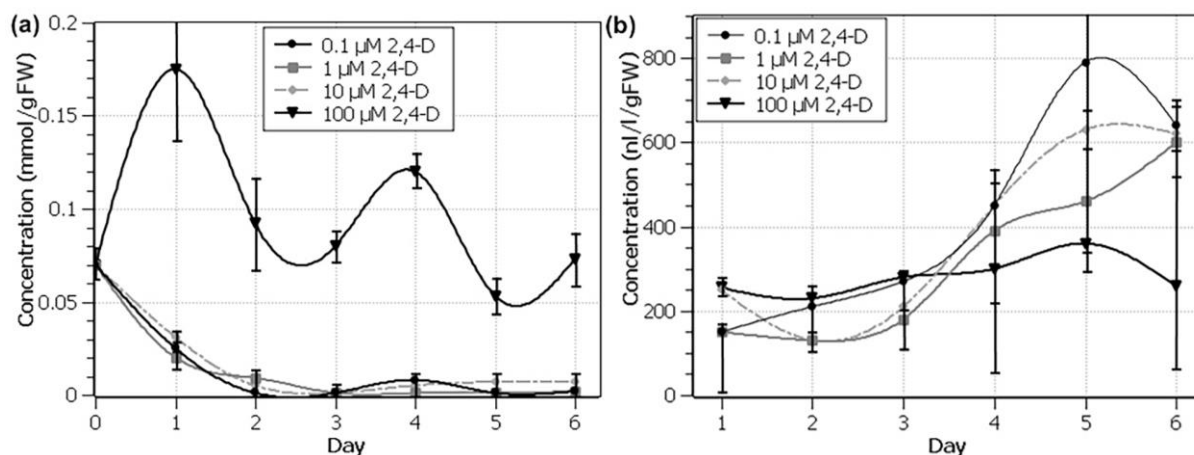 (a)
Concentration (mmol/gFW)
0.2
0.15
0.1
0.05
0
0.1 µM 2,4-D
1 µM 2,4-D
10 µM 2,4-D
100 µM 2,4-D
0 1 2 3 4 5 6
Day
(b)
Concentration (nl/l/gFW)
800
600
400
200
0
0.1 µM 2,4-D
1 µM 2,4-D
10 µM 2,4-D
100 µM 2,4-D
1 2 3 4 5 6
Day